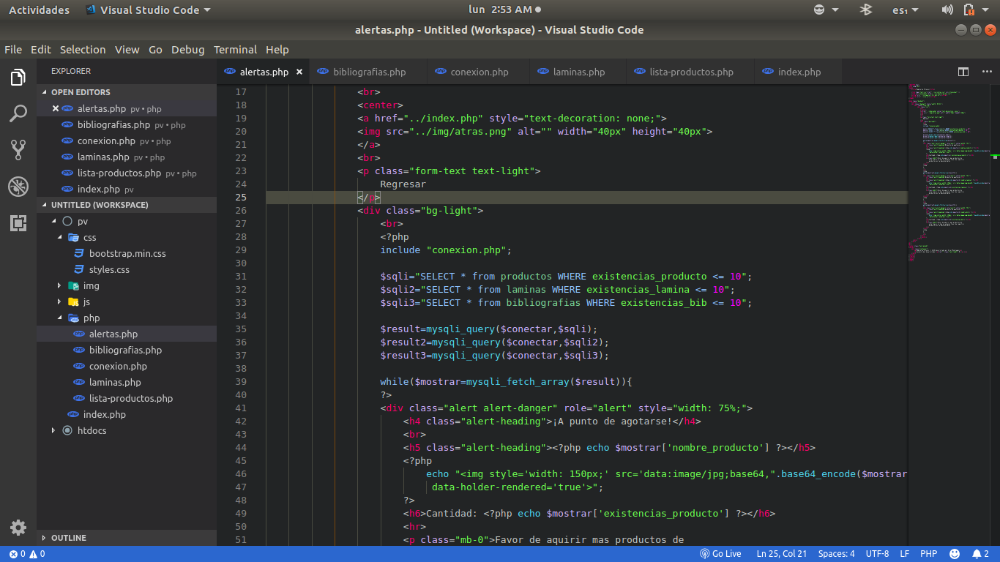 Actividades Visual Studio Code lun 2:53 AM es₁
alertas.php - Untitled (Workspace) - Visual Studio Code
File Edit Selection View Go Debug Terminal Help
EXPLORER
OPEN EDITORS
alertas.php pv • php
bibliografias.php pv • php
conexion.php pv • php
laminas.php pv • php
lista-productos.php pv • php
index.php pv
UNTITLED (WORKSPACE)
pv
css
bootstrap.min.css
styles.css
img
js
php
alertas.php
bibliografias.php
conexion.php
laminas.php
lista-productos.php
index.php
htdocs
OUTLINE
alertas.php bibliografias.php conexion.php laminas.php lista-productos.php index.php
17 <br>
18 <center>
19 <a href="../index.php" style="text-decoration: none;">
20 <img src="../img/atras.png" alt="" width="40px" height="40px">
21 </a>
22 <br>
23 <p class="form-text text-light">
24 Regresar
25 </p>
26 <div class="bg-light">
27 <br>
28 <?php
29 include "conexion.php";
30
31 $sqli="SELECT * from productos WHERE existencias_producto <= 10";
32 $sqli2="SELECT * from laminas WHERE existencias_lamina <= 10";
33 $sqli3="SELECT * from bibliografias WHERE existencias_bib <= 10";
34
35 $result=mysqli_query($conectar,$sqli);
36 $result2=mysqli_query($conectar,$sqli2);
37 $result3=mysqli_query($conectar,$sqli3);
38
39 while($mostrar=mysqli_fetch_array($result)){
40 ?>
41 <div class="alert alert-danger" role="alert" style="width: 75%;">
42 <h4 class="alert-heading">¡A punto de agotarse!</h4>
43 <br>
44 <h5 class="alert-heading"><?php echo $mostrar['nombre_producto'] ?></h5>
45 <?php
46 echo "<img style='width: 150px;' src='data:image/jpg;base64,".base64_encode($mostrar
47 data-holder-rendered='true'>";
48 ?>
49 <h6>Cantidad: <?php echo $mostrar['existencias_producto'] ?></h6>
50 <hr>
51 <p class="mb-0">Favor de aquirir mas productos de
0 0 Go Live Ln 25, Col 21 Spaces: 4 UTF-8 LF PHP 2